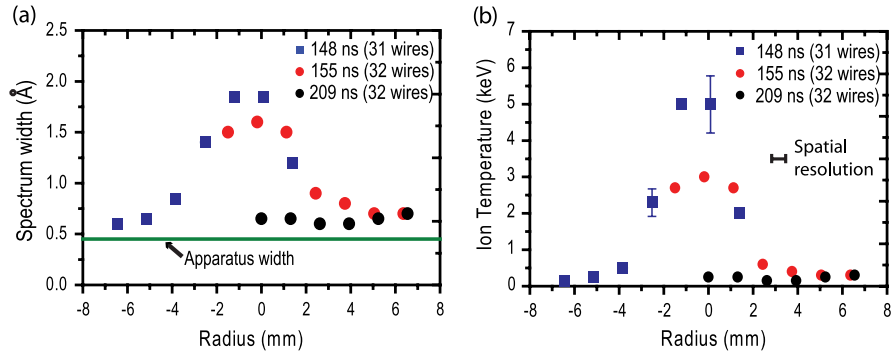 (a)
2.5
2.0
1.5
1.0
0.5
0.0
Spectrum width (Å)
148 ns (31 wires)
155 ns (32 wires)
209 ns (32 wires)
Apparatus width
-8 -6 -4 -2 0 2 4 6 8
Radius (mm)
(b)
7
6
5
4
3
2
1
0
Ion Temperature (keV)
148 ns (31 wires)
155 ns (32 wires)
209 ns (32 wires)
Spatial
resolution
-8 -6 -4 -2 0 2 4 6 8
Radius (mm)